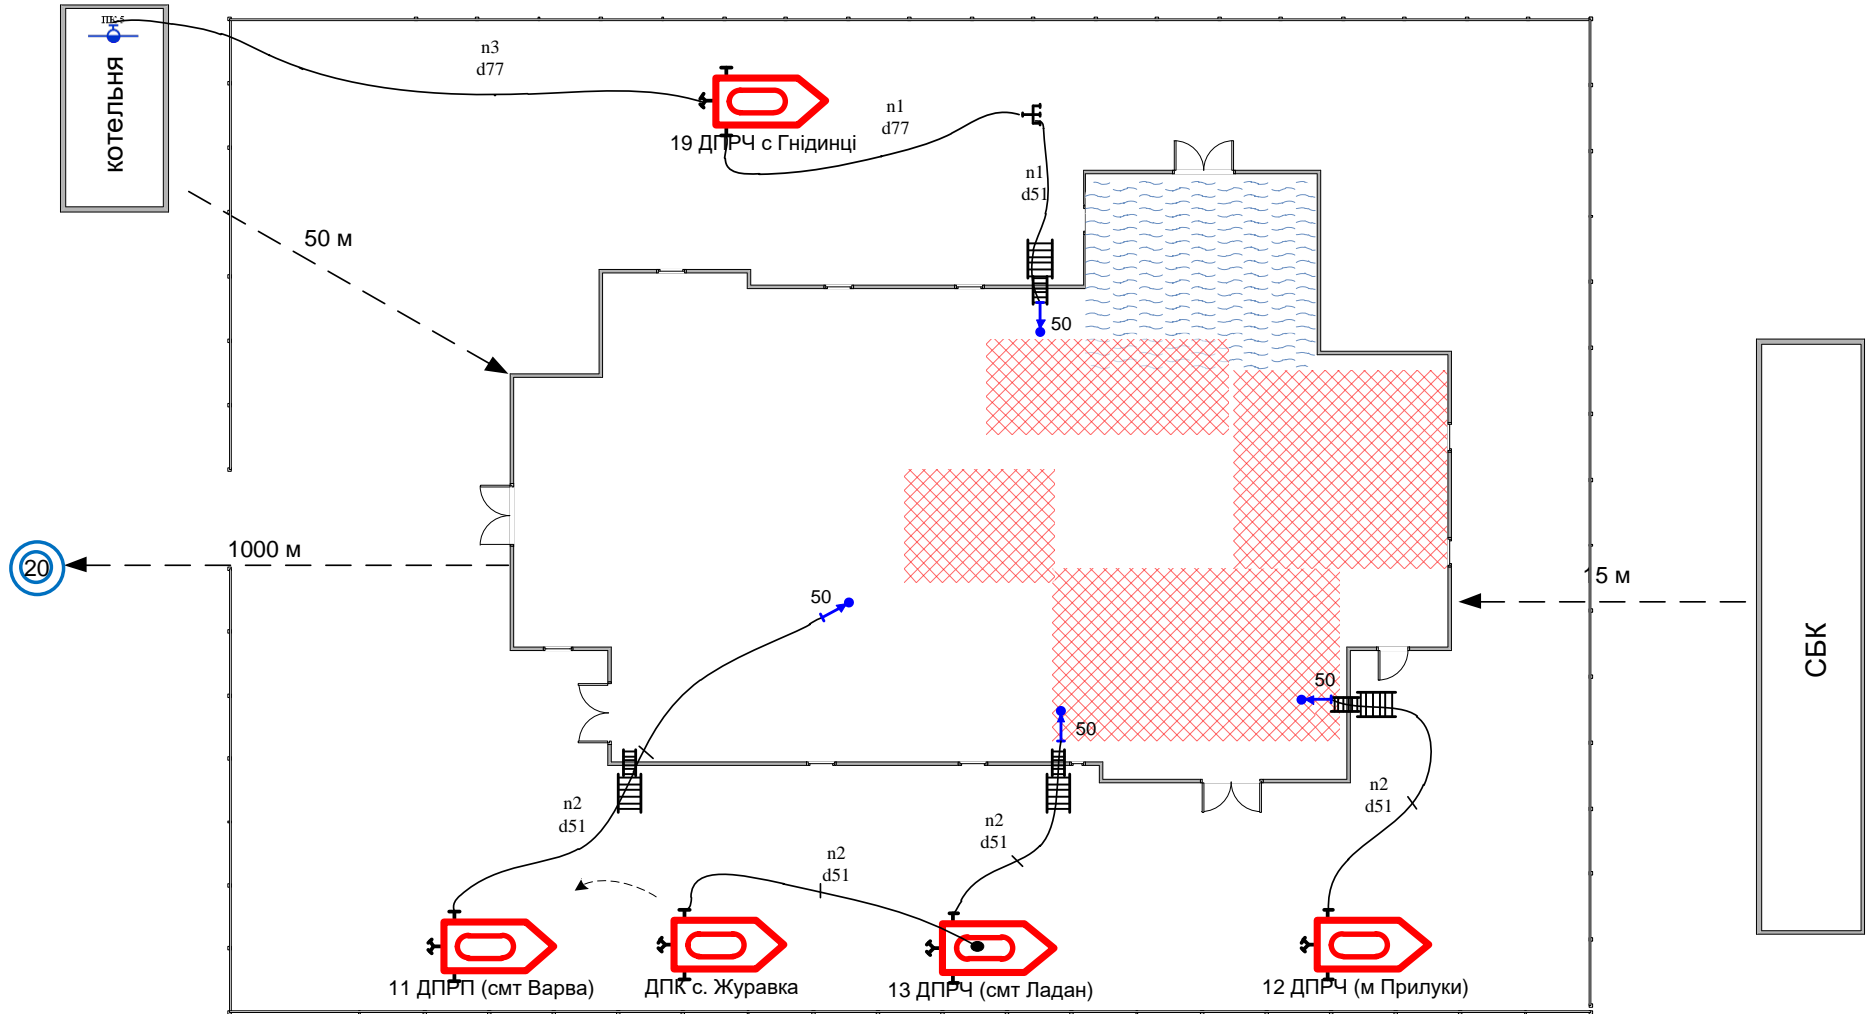 ПК-5
котельня
n3
d77
19 ДПРЧ с Гнідинці
n1
d77
n1
d51
50 м
50
1000 м
20
15 м
СБК
50
50
50
n2
d51
n2
d51
n2
d51
n2
d51
11 ДПРП (смт Варва)
ДПК с. Журавка
13 ДПРЧ (смт Ладан)
12 ДПРЧ (м Прилуки)